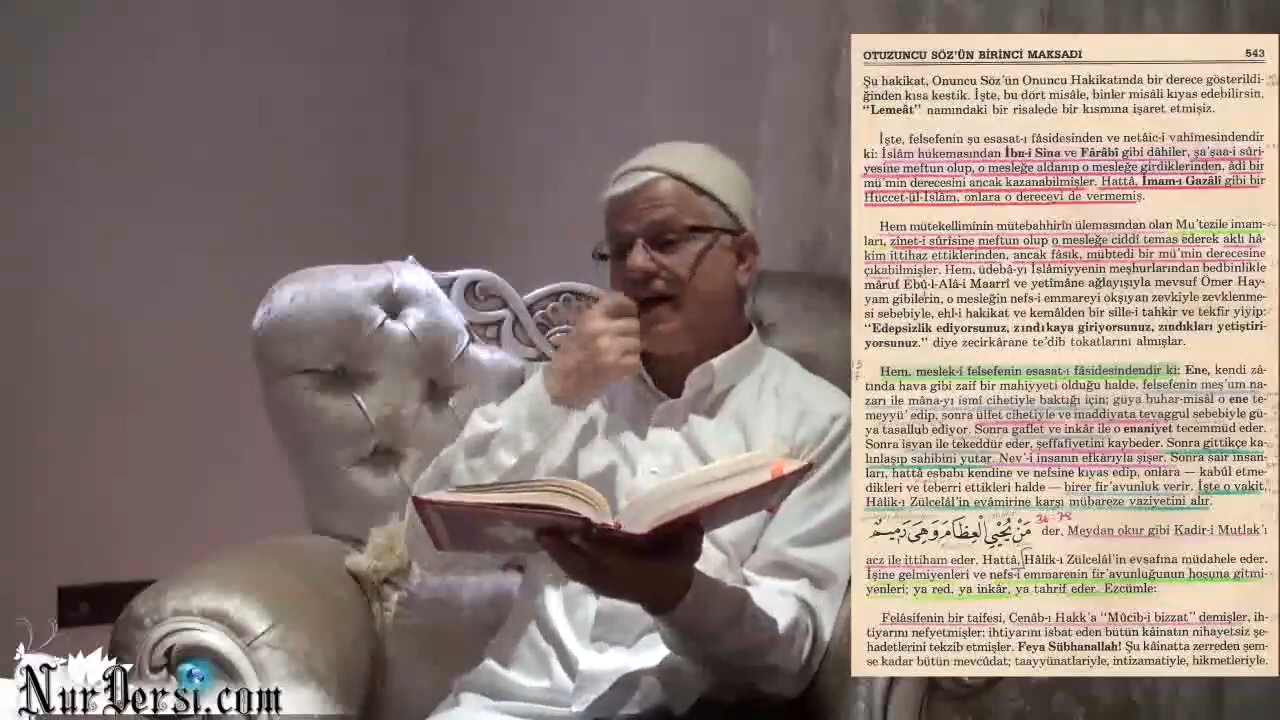 OTUZUNCU SÖZ'ÜN BİRİNCİ MAKSADI 543
Şu hakikat, Onuncu Söz'ün Onuncu Hakikatında bir derece gösterildi-
ğinden kısa kestik. İşte, bu dört misâle, binler misâli kıyas edebilirsin.
"Lemeât" namındaki bir risalede bir kısmına işaret etmişiz.
İşte, felsefenin şu esasat-ı fâsidesinden ve netâic-i vahîmesindendir
ki: İslâm hükemasından İbn-i Sina ve Fârâbî gibi dâhiler, şa'şaa-i sûri-
yesine meftun olup, o mesleğe aldanıp o mesleğe girdiklerinden, âdi bir
mü'min derecesini ancak kazanabilmişler. Hattâ, İmam-ı Gazâlî gibi bir
Hüccet-ül-İslâm, onlara o dereceyi de vermemiş.
Hem mütekellimînin mütebahhirîn ülemasından olan Mu'tezile imam-
ları, zinet-i sûrîsine meftun olup o mesleğe ciddî temas ederek aklı hâ-
kim ittihaz ettiklerinden, ancak fâsık, mübtedi bir mü'min derecesine
çıkabilmişler. Hem, üdebâ-yı İslâmiyyenin meşhurlarından bedbinlikle
mâruf Ebû-l-Alâ-i Maarrî ve yetîmâne ağlayışıyla mevsuf Ömer Hay-
yam gibilerin, o mesleğin nefs-i emmareyi okşıyan zevkiyle zevklenme-
si sebebiyle, ehl-i hakikat ve kemâlden bir sille-i tahkir ve tekfir yiyip:
"Edepsizlik ediyorsunuz, zındıkaya giriyorsunuz, zındıkları yetiştiri-
yorsunuz." diye zecirkârane te'dib tokatlarını almışlar.
Hem, meslek-i felsefenin esasat-ı fâsidesindendir ki: Ene, kendi zâ-
tında hava gibi zaif bir mahiyyeti olduğu halde, felsefenin meş'um na-
zarı ile mâna-yı ismî cihetiyle baktığı için; güya buhar-misâl o ene te-
meyyü' edip, sonra ülfet cihetiyle ve maddiyata tevaggul sebebiyle gü-
ya tasallub ediyor. Sonra gaflet ve inkâr ile o enaniyet tecemmüd eder.
Sonra isyan ile tekeddür eder, şeffafiyetini kaybeder. Sonra gittikçe ka-
lınlaşıp sahibini yutar. Nev'-i insanın efkârıyla şişer. Sonra sair insan-
ları, hattâ esbabı kendine ve nefsine kıyas edip, onlara — kabûl etme-
dikleri ve teberri ettikleri halde — birer fir'avunluk verir. İşte o vakit,
Hâlik-ı Zülcelâl'in evâmirine karşı mübareze vaziyetini alır.
36-78
مَنْ يُحْيِى الْعِظَامَ وَهِىَ رَمِيمٌ der, Meydan okur gibi Kadir-i Mutlak'ı
acz ile ittiham eder. Hattâ, Hâlik-ı Zülcelâl'in evsafına müdahele eder.
İşine gelmiyenleri ve nefs-i emmarenin fir'avunluğunun hoşuna gitmi-
yenleri; ya red, ya inkâr, ya tahrif eder. Ezcümle:
Felâsifenin bir taifesi, Cenâb-ı Hakk'a "Mûcib-i bizzat" demişler, ih-
tiyarını nefyetmişler; ihtiyarını isbat eden bütün kâinatın nihayetsiz şe-
hadetlerini tekzib etmişler. Feya Sübhanallah! Şu kâinatta zerreden şem-
se kadar bütün mevcûdat; taayyünatlariyle, intizamatiyle, hikmetleriyle.
NurDersi.com